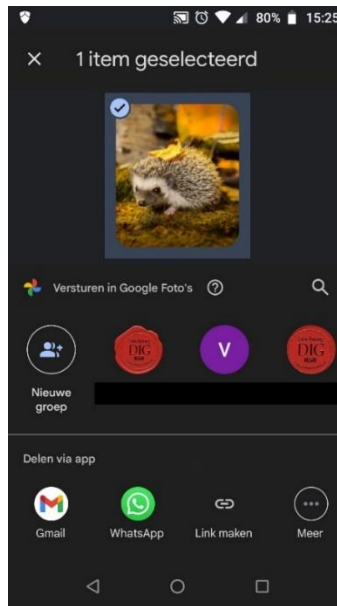 80% 15:25
1 item geselecteerd
Versturen in Google Foto's
DIG V DIG
Nieuwe
groep
Delen via app
Gmail WhatsApp Link maken Meer